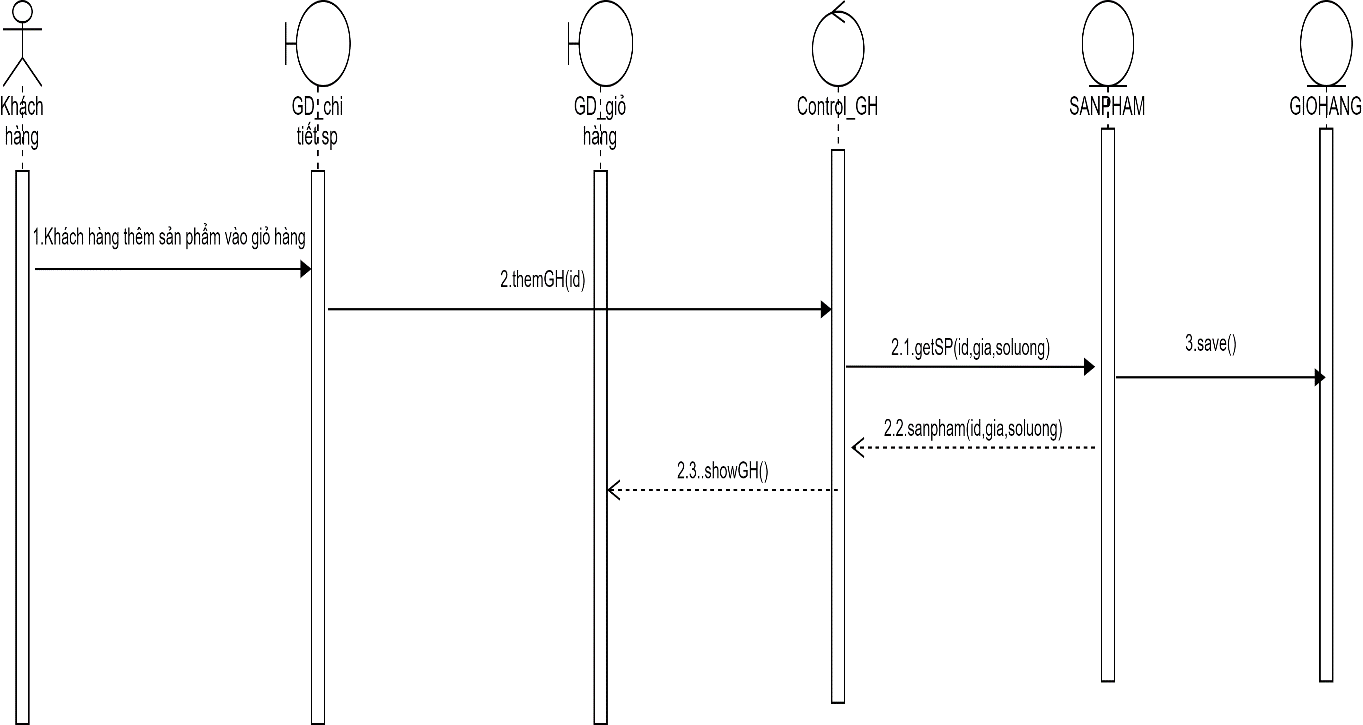 Khách
hàng
GD_chi
tiết sp
GD_giỏ
hàng
Control_GH
SANPHAM
GIOHANG
1.Khách hàng thêm sản phẩm vào giỏ hàng
2.themGH(id)
2.1.getSP(id,gia,soluong)
3.save()
2.2.sanpham(id,gia,soluong)
2.3..showGH()